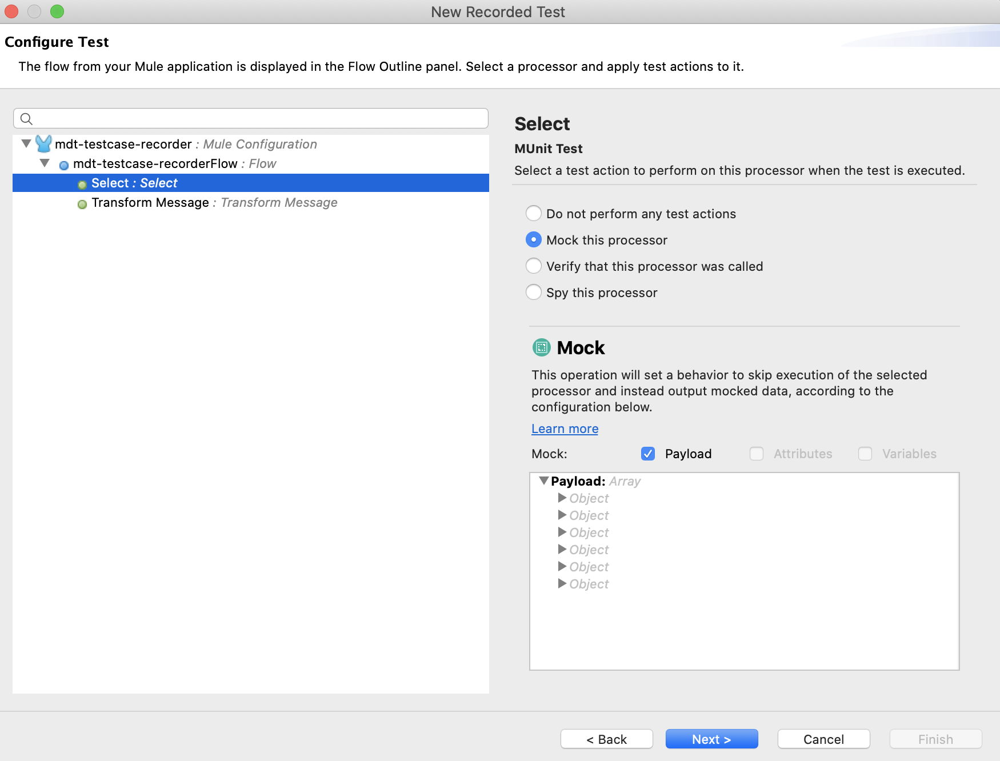 New Recorded Test
Configure Test
The flow from your Mule application is displayed in the Flow Outline panel. Select a processor and apply test actions to it.
mdt-testcase-recorder : Mule Configuration
mdt-testcase-recorderFlow : Flow
Select : Select
Transform Message : Transform Message
Select
MUnit Test
Select a test action to perform on this processor when the test is executed.
Do not perform any test actions
Mock this processor
Verify that this processor was called
Spy this processor
Mock
This operation will set a behavior to skip execution of the selected
processor and instead output mocked data, according to the
configuration below.
Learn more
Mock: Payload Attributes Variables
Payload: Array
Object
Object
Object
Object
Object
Object
< Back Next > Cancel Finish